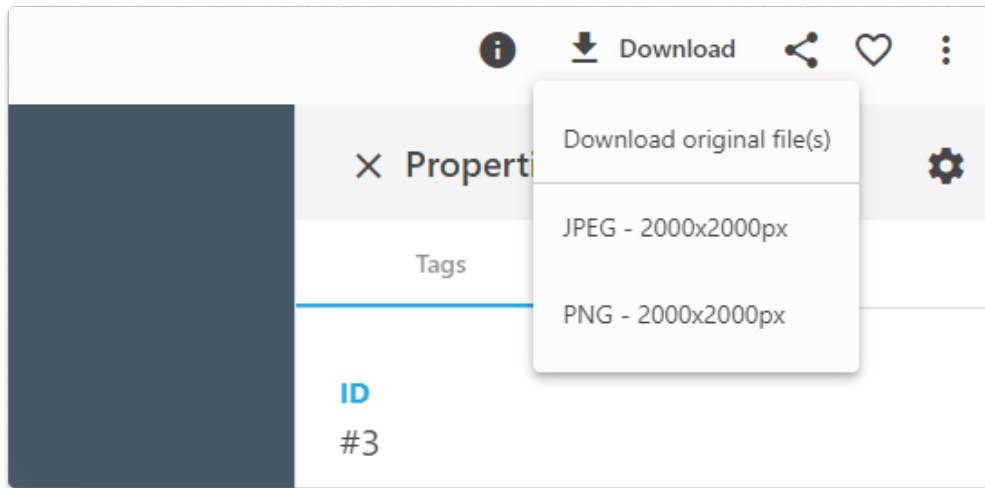 Download
Download original file(s)
Properti
JPEG - 2000x2000px
Tags
PNG - 2000x2000px
ID
#3